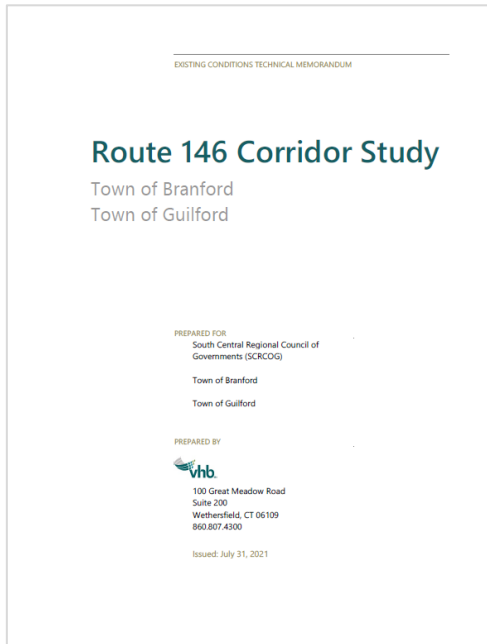 EXISTING CONDITIONS TECHNICAL MEMORANDUM
Route 146 Corridor Study
Town of Branford
Town of Guilford
PREPARED FOR
South Central Regional Council of
Governments (SCRCOG)
Town of Branford
Town of Guilford
PREPARED BY
vhb.
100 Great Meadow Road
Suite 200
Wethersfield, CT 06109
860.807.4300
Issued: July 31, 2021